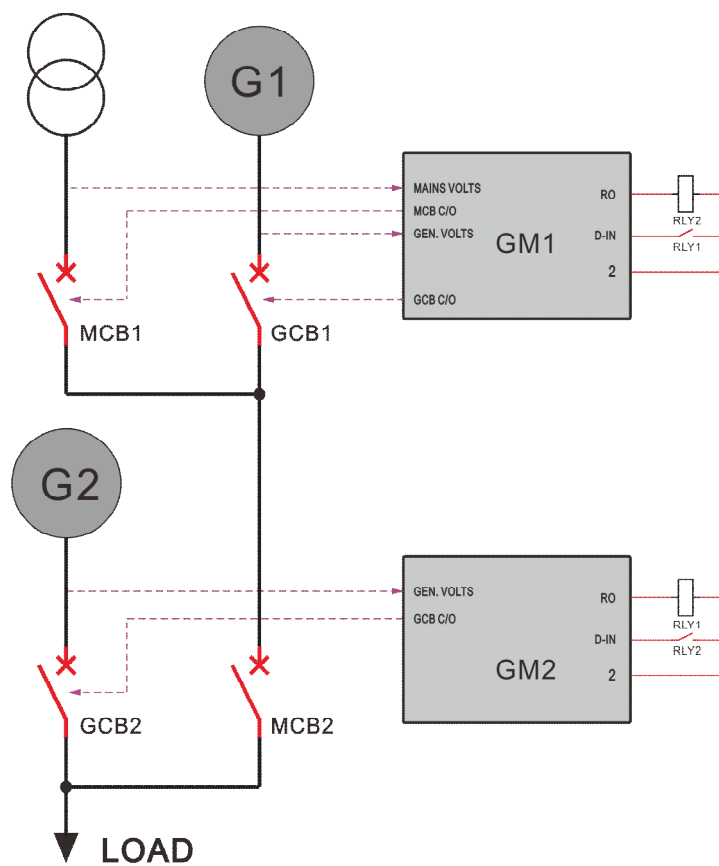 G1
MAINS VOLTS
MCB C/O
GEN. VOLTS
GCB C/O
GM1
RO
D-IN
2
RLY2
RLY1
MCB1
GCB1
G2
GEN. VOLTS
GCB C/O
GM2
RO
D-IN
2
RLY1
RLY2
GCB2
MCB2
LOAD